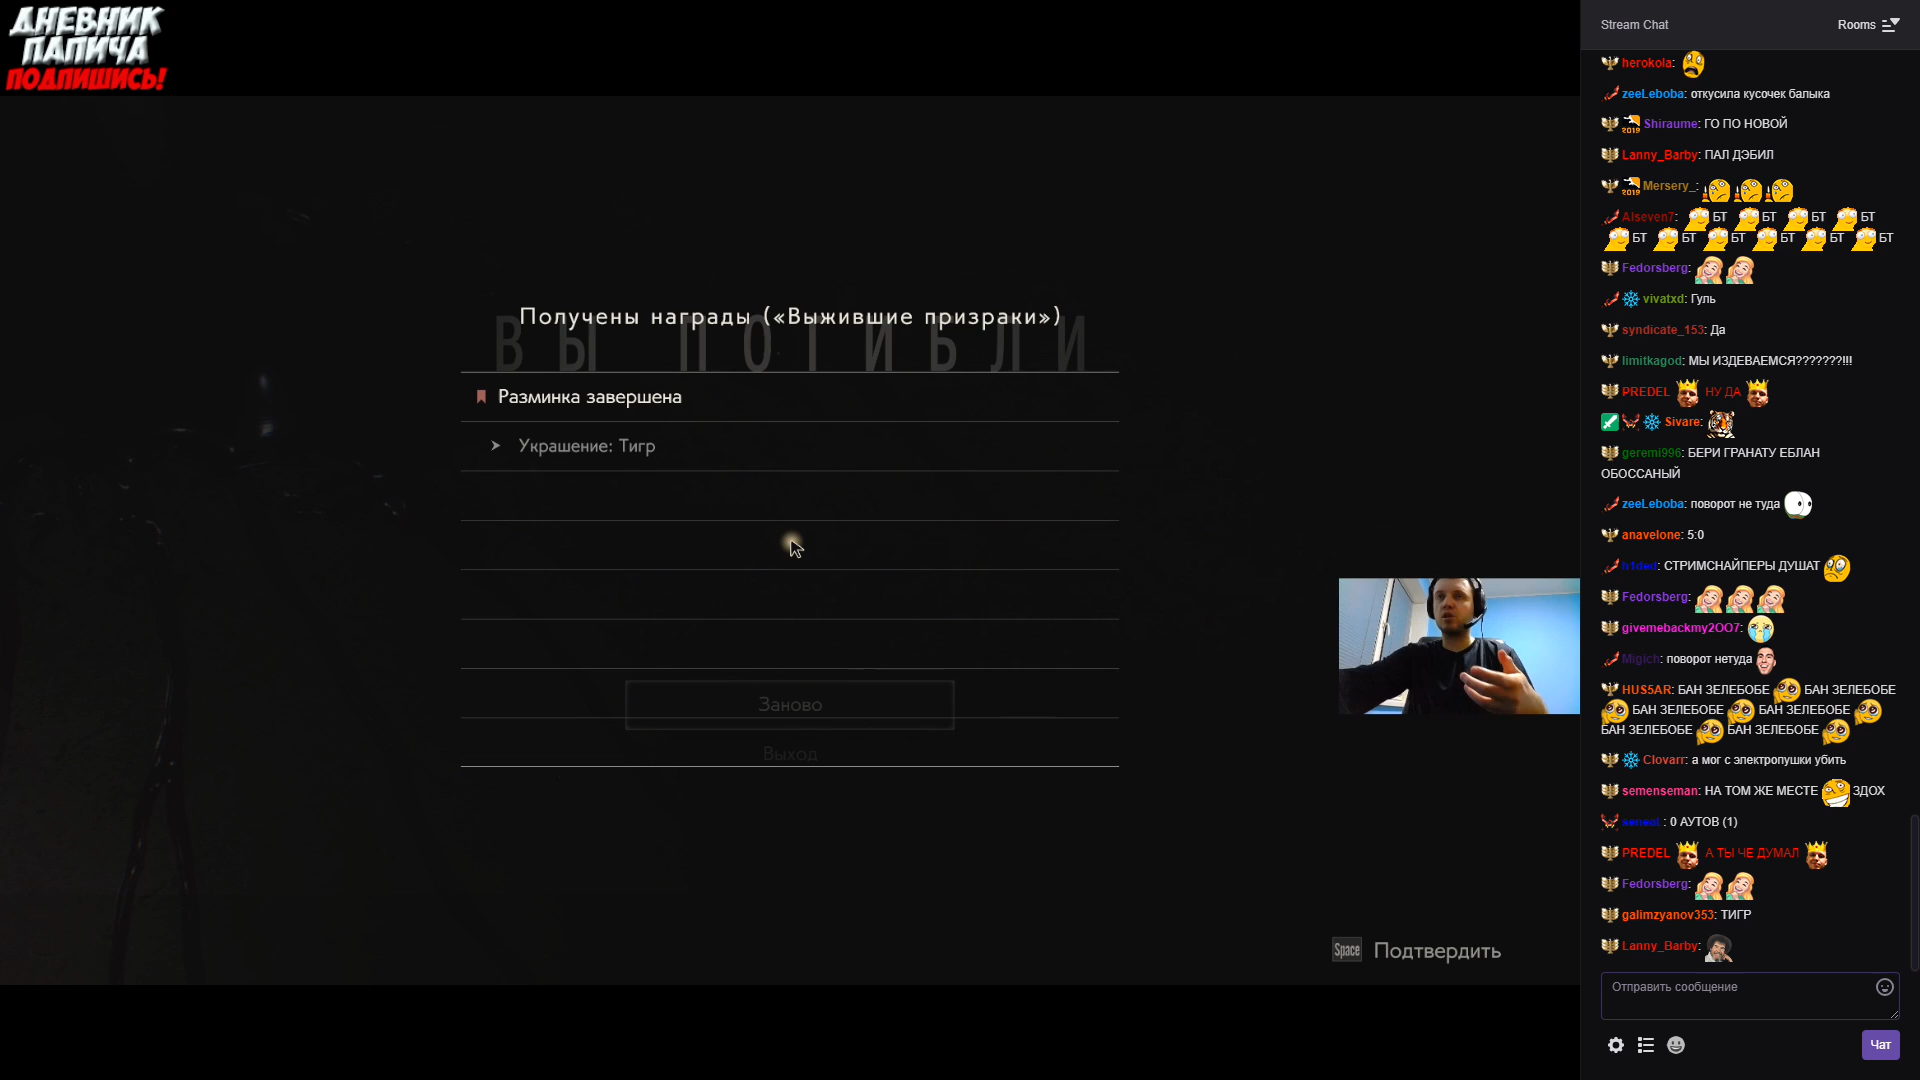 ДНЕВНИК
ПАПИЧА
ПОДПИШИСЬ!
Получены награды («Выжившие призраки»)
ВЫ ПОГИБЛИ
Разминка завершена
Украшение: Тигр
Заново
Выход
Space Подтвердить
Stream Chat
Rooms
herokola:
zeeLeboba: откусила кусочек балыка
2019 Shiraume: ГО ПО НОВОЙ
Lanny_Barby: ПАЛ ДЭБИЛ
2019 Mersery_:
Alseven7: БТ БТ БТ БТ
БТ БТ БТ БТ БТ БТ
Fedorsberg:
vivatxd: Гуль
syndicate_153: Да
limitkagod: МЫ ИЗДЕВАЕМСЯ???????!!!
PREDEL НУ ДА
Sivare:
geremi996: БЕРИ ГРАНАТУ ЕБЛАН
ОБОССАНЫЙ
zeeLeboba: поворот не туда
anavelone: 5:0
СТРИМСНАЙПЕРЫ ДУШАТ
Fedorsberg:
givemebackmy2OO7:
Migich: поворот нетуда
HUS5AR: БАН ЗЕЛЕБОБЕ БАН ЗЕЛЕБОБЕ
БАН ЗЕЛЕБОБЕ БАН ЗЕЛЕБОБЕ
БАН ЗЕЛЕБОБЕ БАН ЗЕЛЕБОБЕ
Clovarr: а мог с электропушки убить
semenseman: НА ТОМ ЖЕ МЕСТЕ ЗДОХ
: 0 АУТОВ (1)
PREDEL А ТЫ ЧЕ ДУМАЛ
Fedorsberg:
galimzyanov353: ТИГР
Lanny_Barby:
Отправить сообщение
Чат